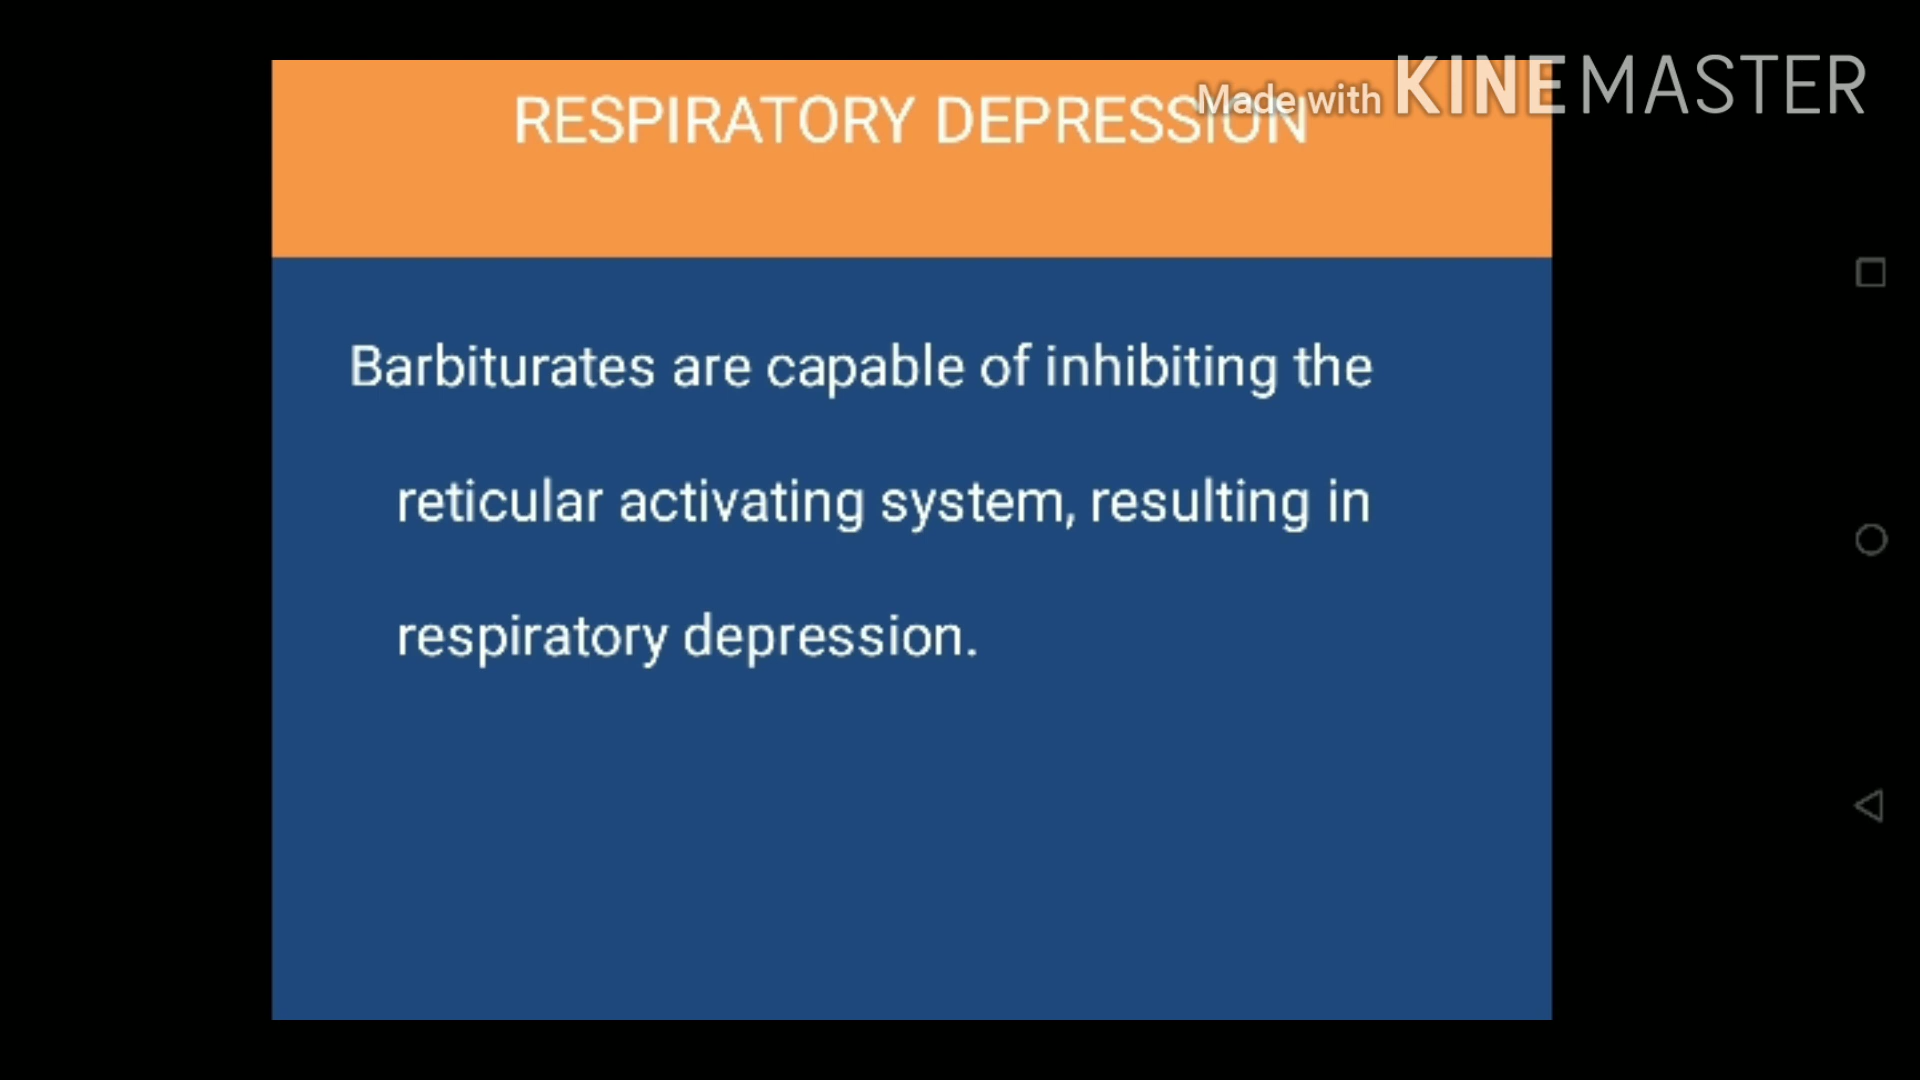 Made with KINEMASTER
RESPIRATORY DEPRESSION
Barbiturates are capable of inhibiting the
reticular activating system, resulting in
respiratory depression.